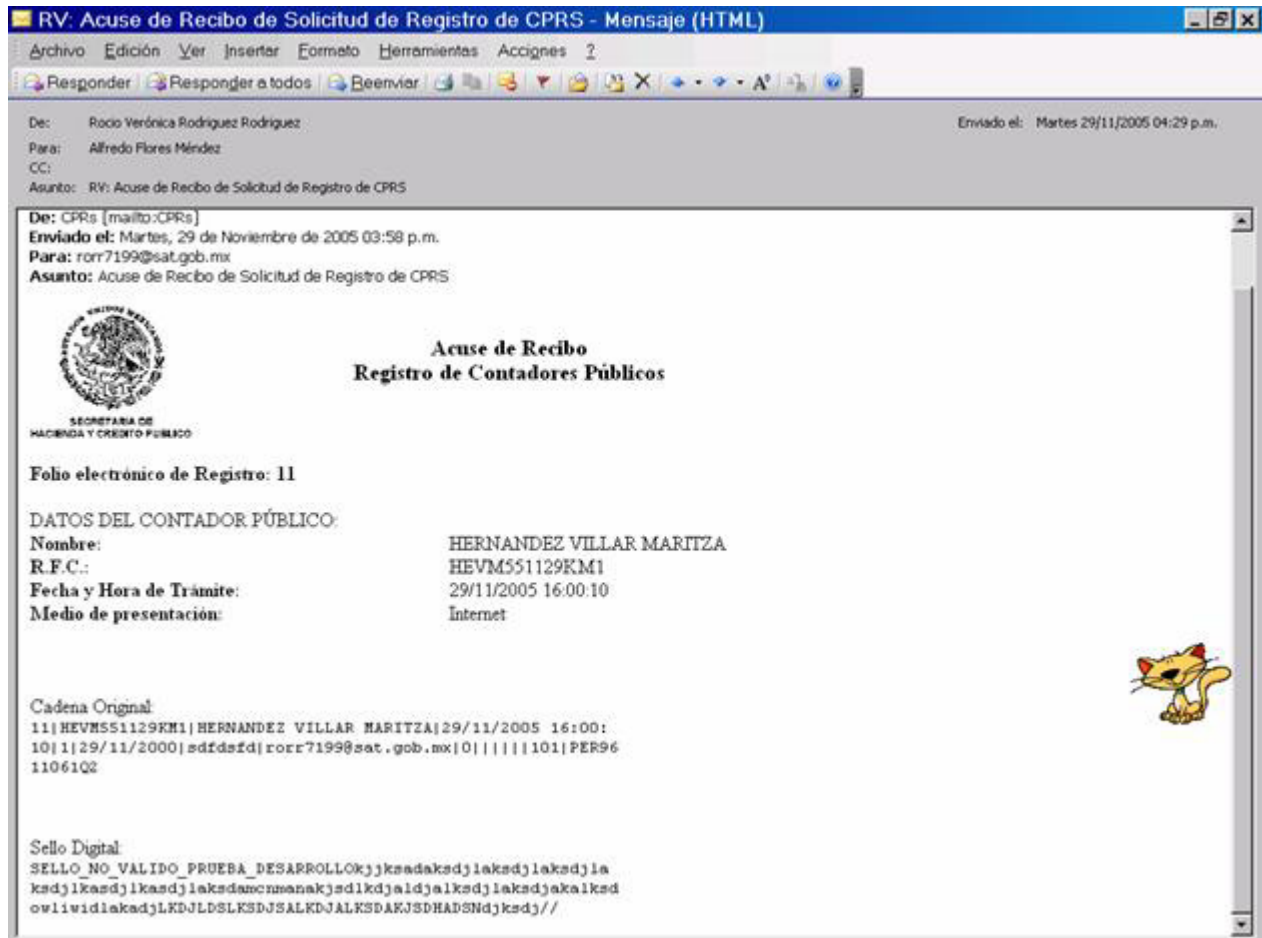 RV: Acuse de Recibo de Solicitud de Registro de CPRS - Mensaje (HTML)
Archivo Edición Ver Insertar Formato Herramientas Acciones ?
Responder Responder a todos Reenviar
De: Rocio Verónica Rodriguez Rodriguez Enviado el: Martes 29/11/2005 04:29 p.m.
Para: Alfredo Flores Méndez
CC:
Asunto: RV: Acuse de Recibo de Solicitud de Registro de CPRS
De: CPRs [mailto:CPRs]
Enviado el: Martes, 29 de Noviembre de 2005 03:58 p.m.
Para: rorr7199@sat.gob.mx
Asunto: Acuse de Recibo de Solicitud de Registro de CPRS
Acuse de Recibo
Registro de Contadores Públicos
SECRETARIA DE
HACIENDA Y CREDITO PUBLICO
Folio electrónico de Registro: 11
DATOS DEL CONTADOR PÚBLICO:
Nombre: HERNANDEZ VILLAR MARITZA
R.F.C.: HEVM551129KM1
Fecha y Hora de Trámite: 29/11/2005 16:00:10
Medio de presentación: Internet
Cadena Original:
11|HEVM551129KM1|HERNANDEZ VILLAR MARITZA|29/11/2005 16:00:
10|1|29/11/2000|sdfdsfd|rorr7199@sat.gob.mx|0||||||101|PER96
11061Q2
Sello Digital:
SELLO_NO_VALIDO_PRUEBA_DESARROLLOkjjksadaksdjlaksdjlaksdjla
ksdjlkasdjlkasdjlaksdamcnmanakjsdlkdjaldjalksdjlaksdjakalksd
owliwidlakadjLKDJLDSLKSDJSALKDJALKSDAKJSDHADSNdjksdj//